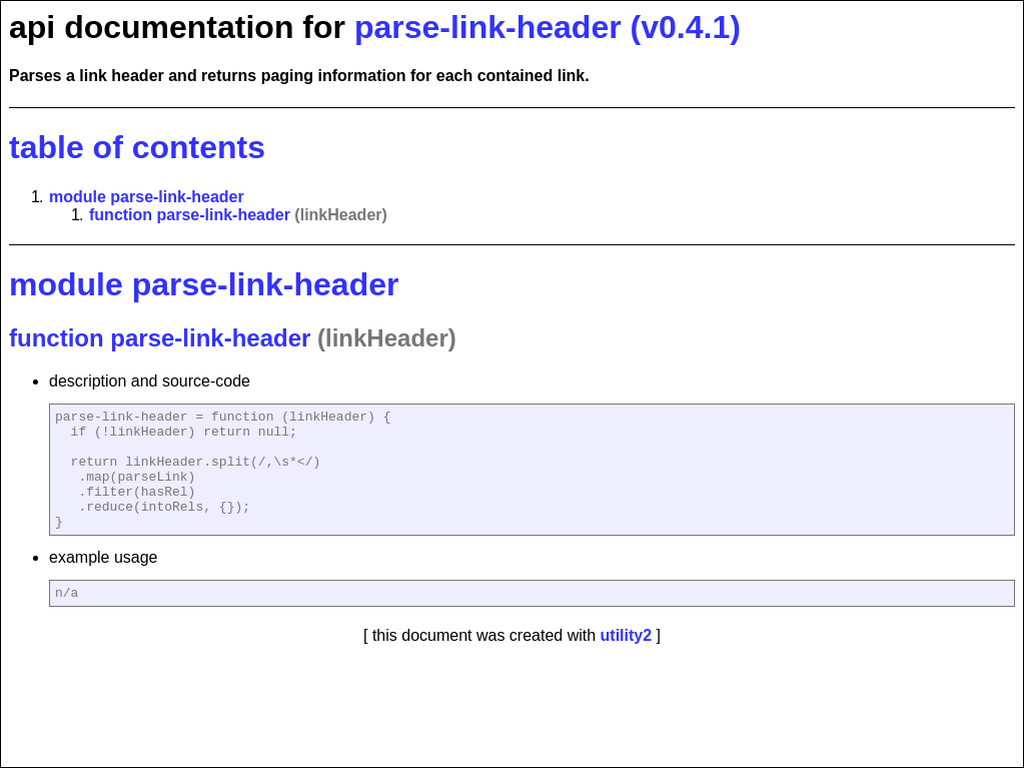 api documentation for parse-link-header (v0.4.1)
Parses a link header and returns paging information for each contained link.
table of contents
1. module parse-link-header
1. function parse-link-header (linkHeader)
module parse-link-header
function parse-link-header (linkHeader)
• description and source-code
parse-link-header = function (linkHeader) {
  if (!linkHeader) return null;
  return linkHeader.split(/,\s*</)
   .map(parseLink)
   .filter(hasRel)
   .reduce(intoRels, {});
}
• example usage
n/a
[ this document was created with utility2 ]